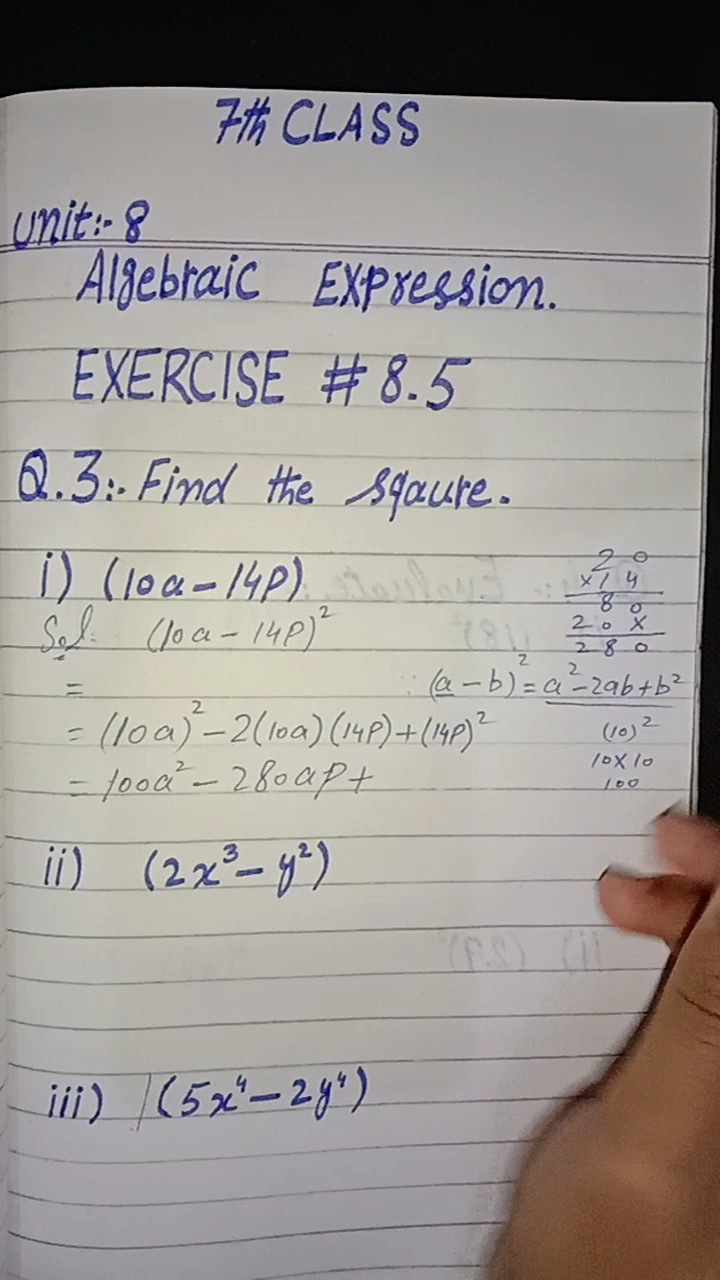 7th CLASS
unit:- 8
Algebraic Expression.
EXERCISE # 8.5
Q.3:- Find the sqaure.
i) (10a - 14P)
20
×14
80
20×
280
Sol: (10a - 14P)²
= ∵ (a - b)² = a² - 2ab + b²
= (10a)² - 2(10a)(14P) + (14P)²
(10)²
= 100a² - 280aP +
10×10
100
ii) (2x³ - y²)
iii) (5x⁴ - 2y⁴)